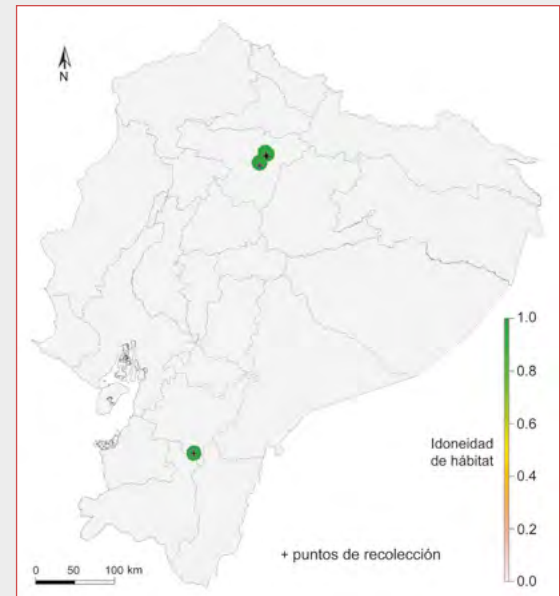 N
1.0
0.8
0.6
0.4
0.2
0.0
Idoneidad
de hábitat
+ puntos de recolección
0 50 100 km